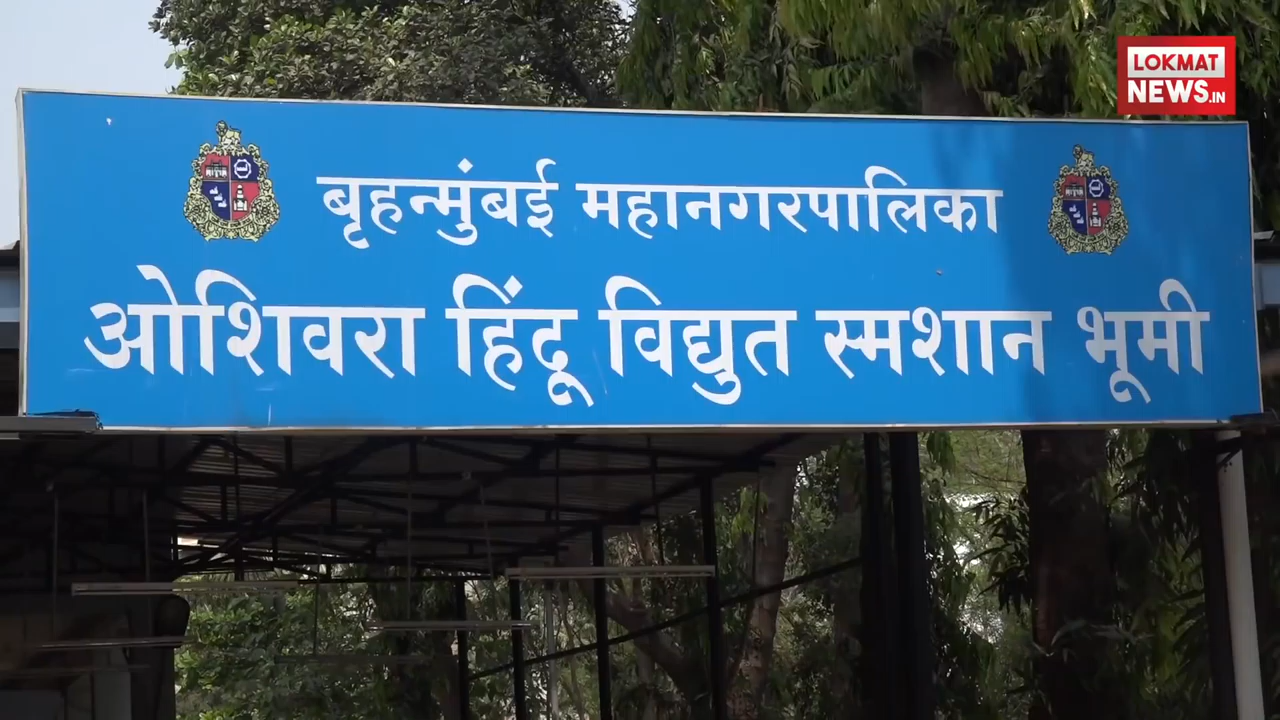 LOKMAT
NEWS.IN
बृहन्मुंबई महानगरपालिका
ओशिवरा हिंदू विद्युत स्मशान भूमी